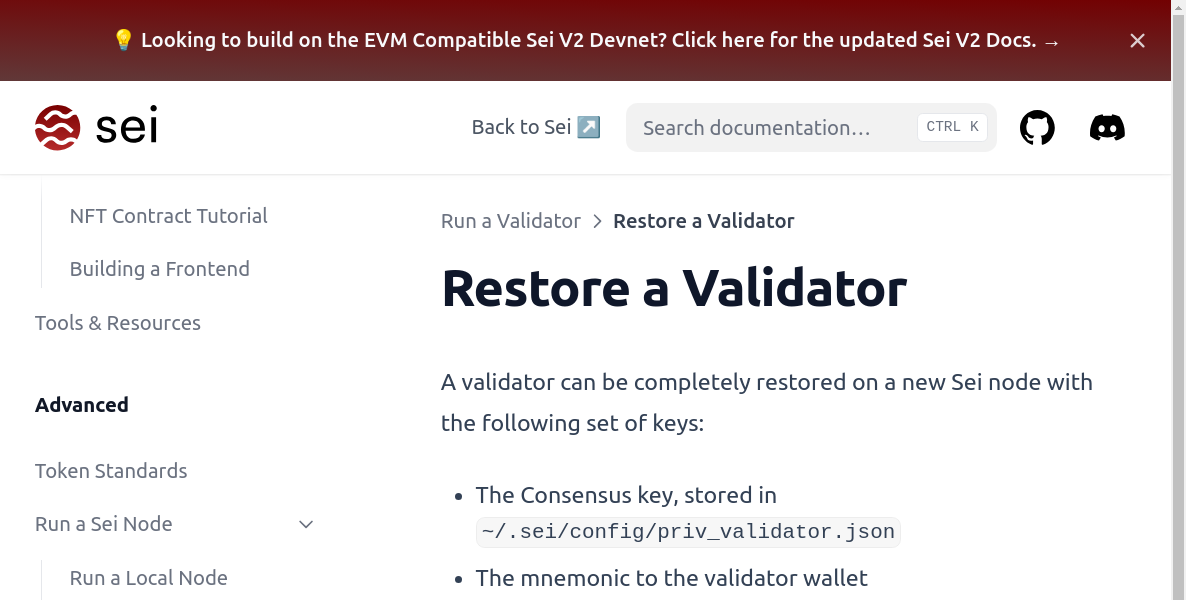 💡 Looking to build on the EVM Compatible Sei V2 Devnet? Click here for the updated Sei V2 Docs. →
sei
Back to Sei ↗️
Search documentation…
CTRL K
NFT Contract Tutorial
Building a Frontend
Tools & Resources
Advanced
Token Standards
Run a Sei Node
Run a Local Node
Run a Validator > Restore a Validator
Restore a Validator
A validator can be completely restored on a new Sei node with
the following set of keys:
• The Consensus key, stored in
~/.sei/config/priv_validator.json
• The mnemonic to the validator wallet